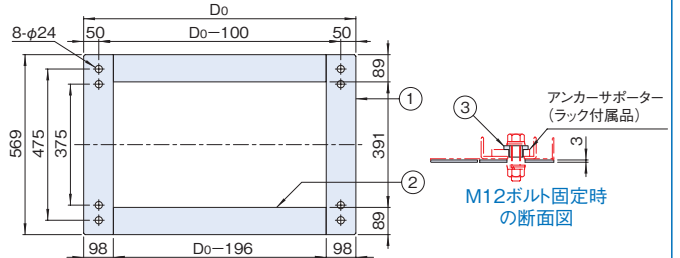 D₀
8-φ24
50
D₀−100
50
89
①
569
475
375
391
②
89
98
D₀−196
98
③
アンカーサポーター
(ラック付属品)
3
M12ボルト固定時
の断面図